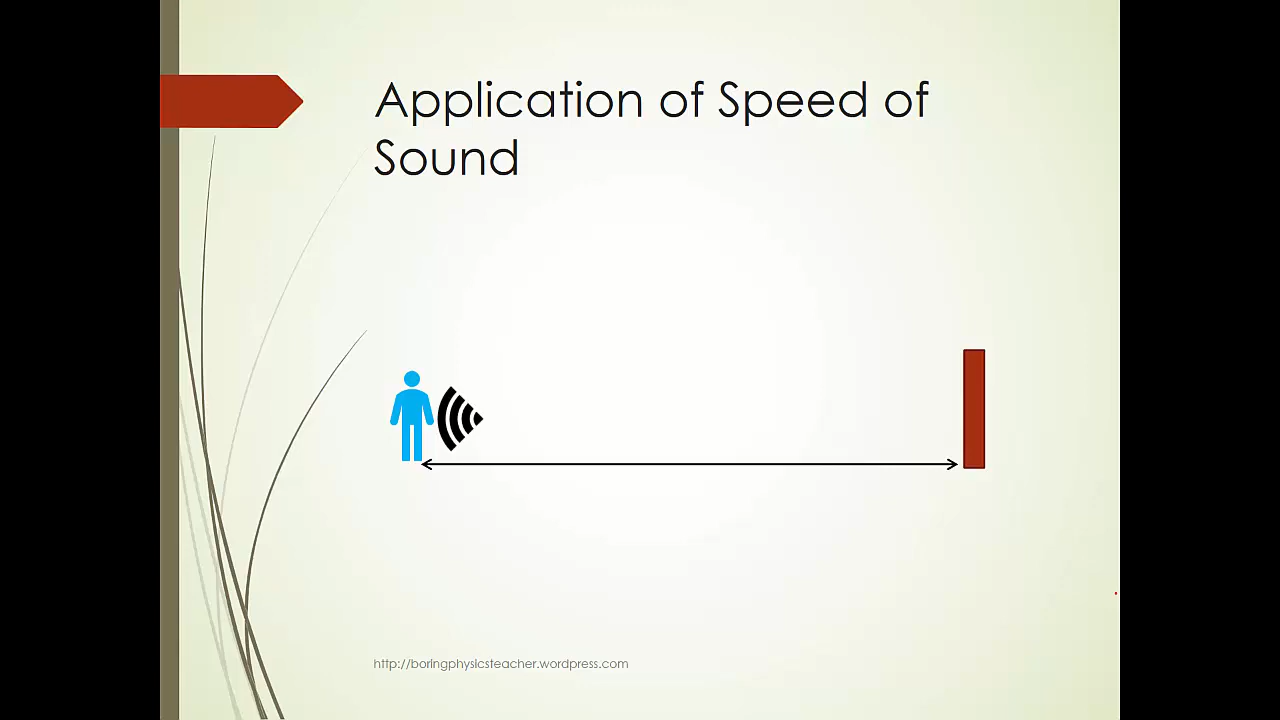 Application of Speed of
Sound
http://boringphysicsteacher.wordpress.com